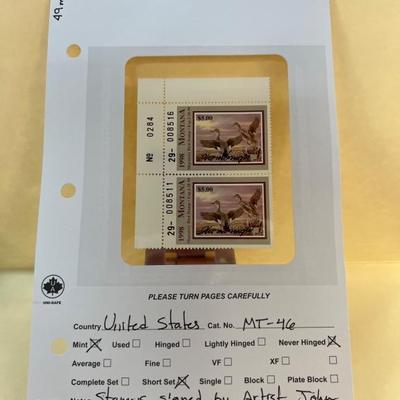 49
Nº 0284
29- 008516
29- 008511
$5.00
1998 MONTANA
$5.00
1998 MONTANA
UNI-SAFE
PLEASE TURN PAGES CAREFULLY
Country United States Cat. No. MT-46
Mint ☒ Used ☐ Hinged ☐ Lightly Hinged ☐ Never Hinged ☒
Average ☐ Fine ☐ VF ☐ XF ☐
Complete Set ☐ Short Set ☒ Single ☐ Block ☐ Plate Block ☐
Stamps signed by Artist John